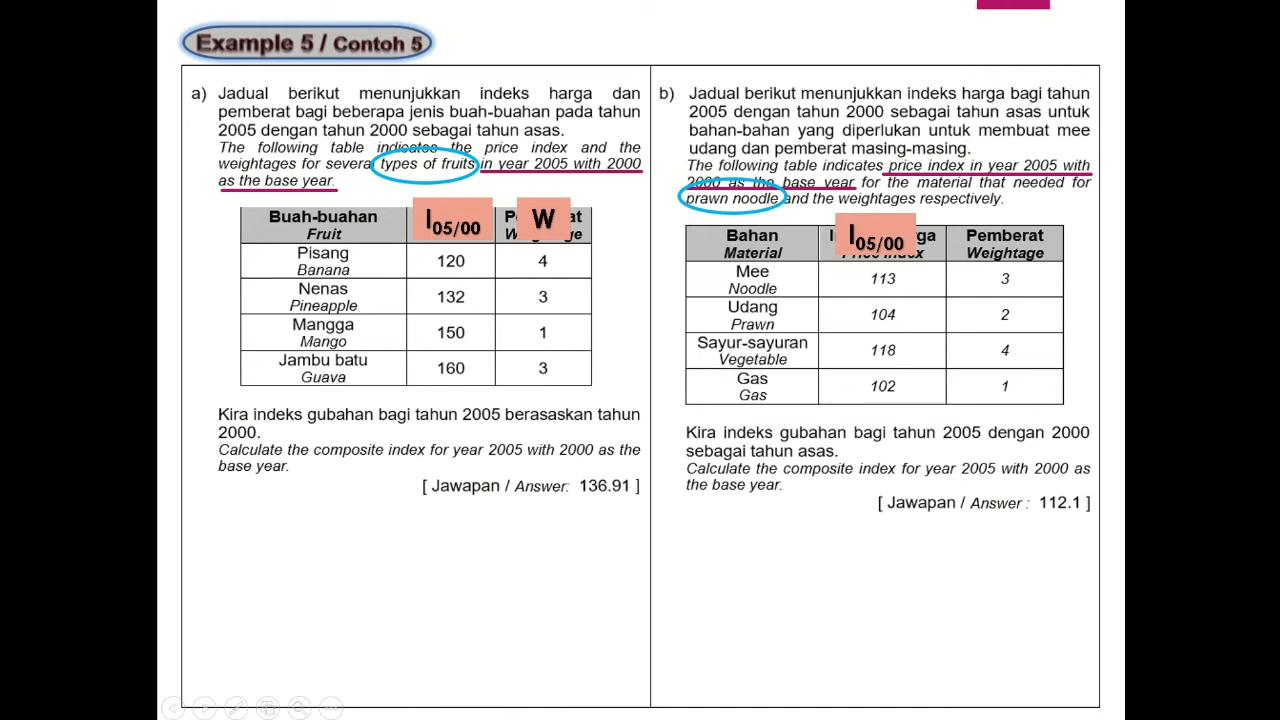 Example 5 / Contoh 5
a) Jadual berikut menunjukkan indeks harga dan
pemberat bagi beberapa jenis buah-buahan pada tahun
2005 dengan tahun 2000 sebagai tahun asas.
The following table indicates the price index and the
weightages for several types of fruits in year 2005 with 2000
as the base year.
Buah-buahan I05/00 W
Fruit
Pisang
Banana 120 4
Nenas
Pineapple 132 3
Mangga
Mango 150 1
Jambu batu
Guava 160 3
Kira indeks gubahan bagi tahun 2005 berasaskan tahun
2000.
Calculate the composite index for year 2005 with 2000 as the
base year.
[ Jawapan / Answer: 136.91 ]
b) Jadual berikut menunjukkan indeks harga bagi tahun
2005 dengan tahun 2000 sebagai tahun asas untuk
bahan-bahan yang diperlukan untuk membuat mee
udang dan pemberat masing-masing.
The following table indicates price index in year 2005 with
2000 as the base year for the material that needed for
prawn noodle and the weightages respectively.
Bahan I05/00 Pemberat
Material Weightage
Mee
Noodle 113 3
Udang
Prawn 104 2
Sayur-sayuran
Vegetable 118 4
Gas
Gas 102 1
Kira indeks gubahan bagi tahun 2005 dengan 2000
sebagai tahun asas.
Calculate the composite index for year 2005 with 2000 as
the base year.
[ Jawapan / Answer : 112.1 ]